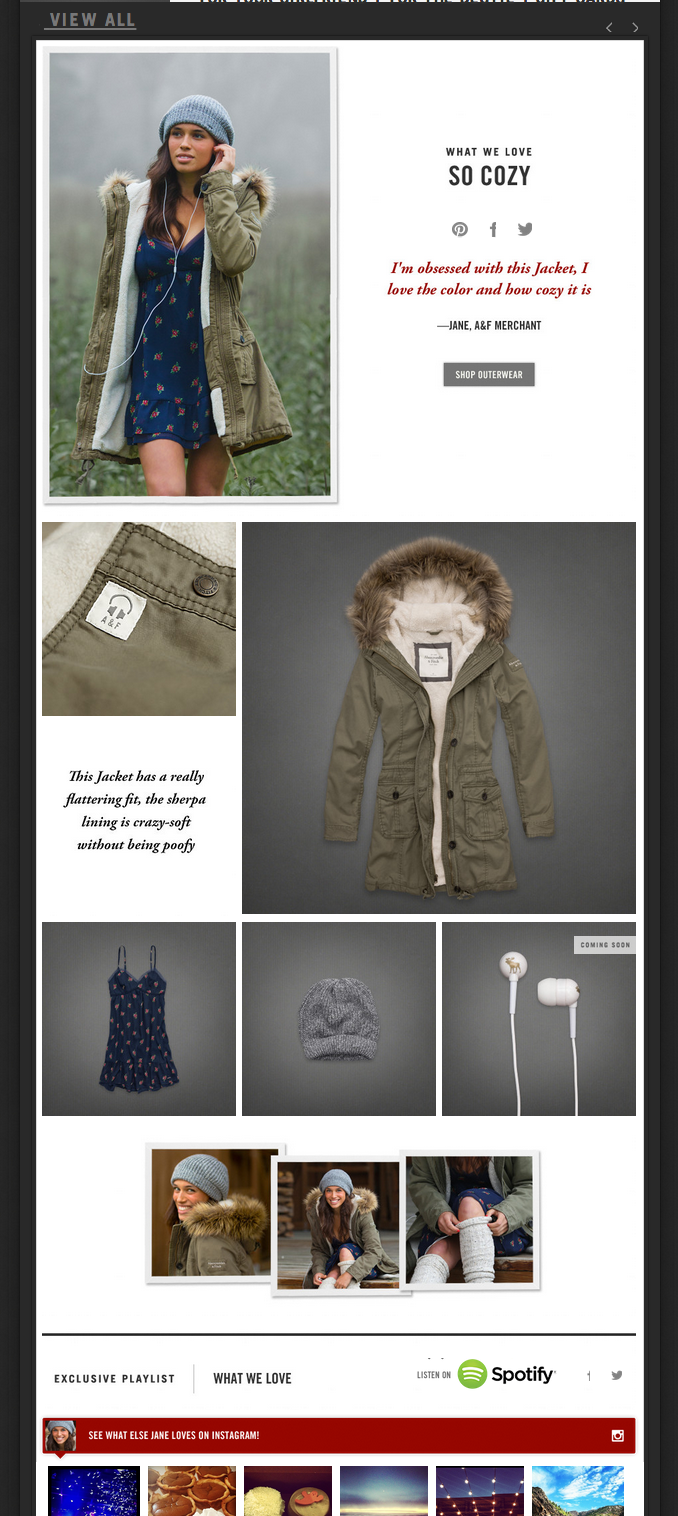 VIEW ALL
WHAT WE LOVE
SO COZY
I'm obsessed with this Jacket, I
love the color and how cozy it is
—JANE, A&F MERCHANT
SHOP OUTERWEAR
A&F
This Jacket has a really
flattering fit, the sherpa
lining is crazy-soft
without being poofy
COMING SOON
EXCLUSIVE PLAYLIST
WHAT WE LOVE
LISTEN ON Spotify
SEE WHAT ELSE JANE LOVES ON INSTAGRAM!